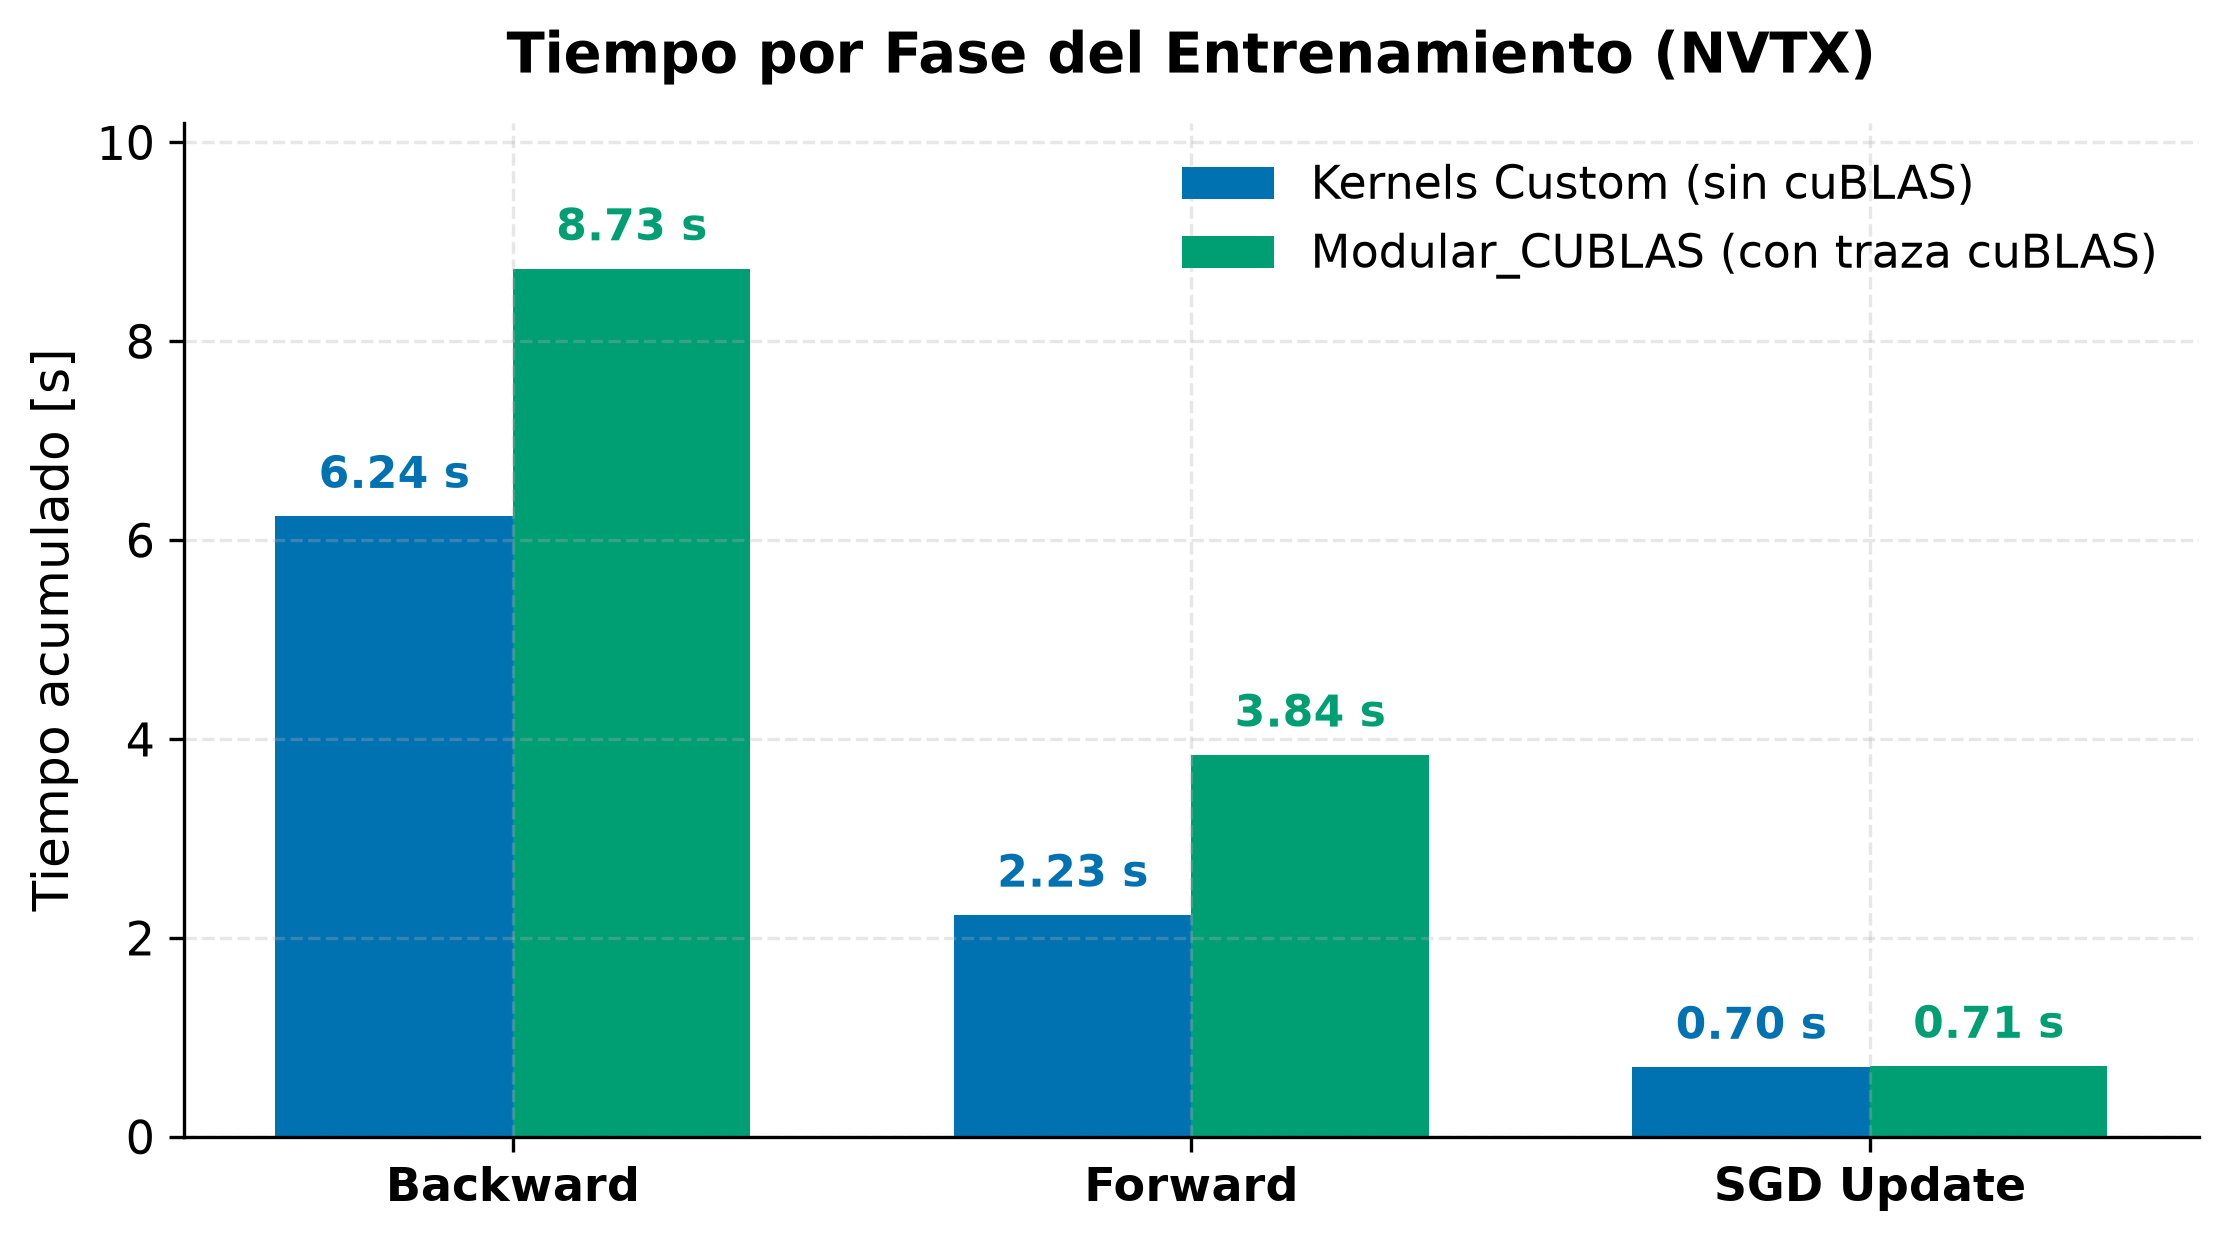 Tiempo por Fase del Entrenamiento (NVTX)
Kernels Custom (sin cuBLAS)
Modular_CUBLAS (con traza cuBLAS)
Tiempo acumulado [s]
10
8
6
4
2
0
6.24 s
8.73 s
2.23 s
3.84 s
0.70 s
0.71 s
Backward
Forward
SGD Update